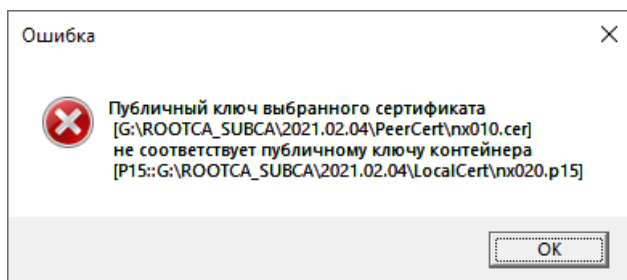 Ошибка
Публичный ключ выбранного сертификата
[G:\ROOTCA_SUBCA\2021.02.04\PeerCert\nx010.cer]
не соответствует публичному ключу контейнера
[P15::G:\ROOTCA_SUBCA\2021.02.04\LocalCert\nx020.p15]
OK